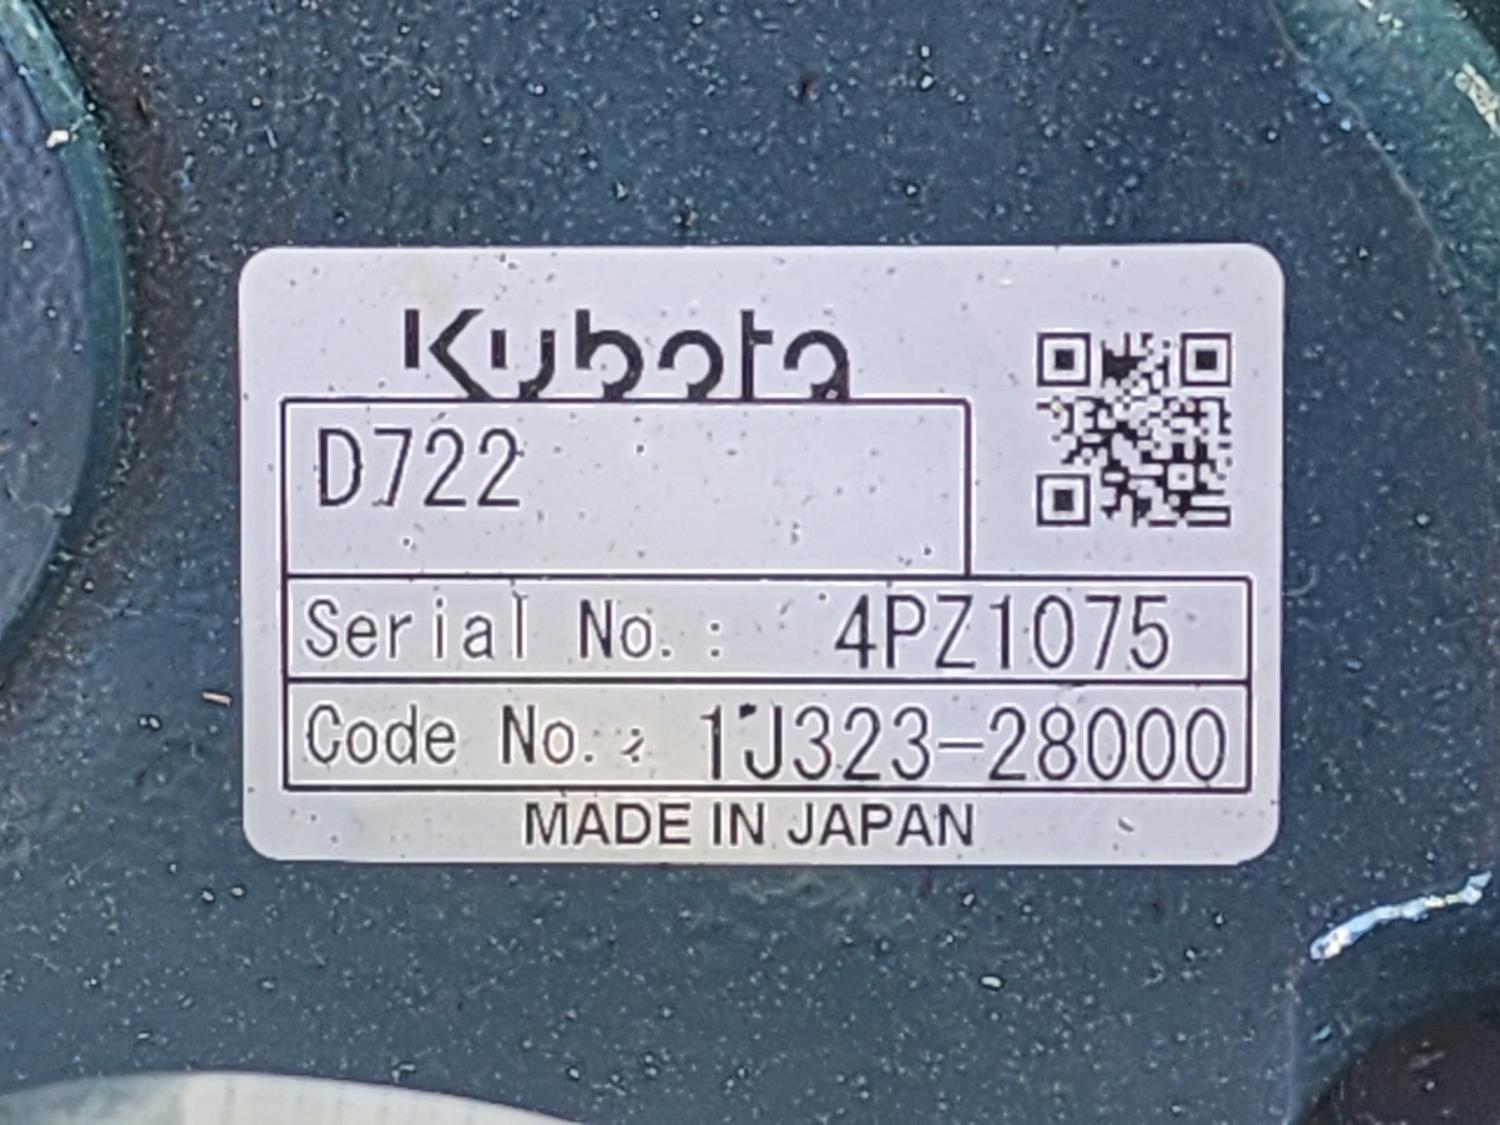 Kubota
D722
Serial No.: 4PZ1075
Code No.: 1J323-28000
MADE IN JAPAN